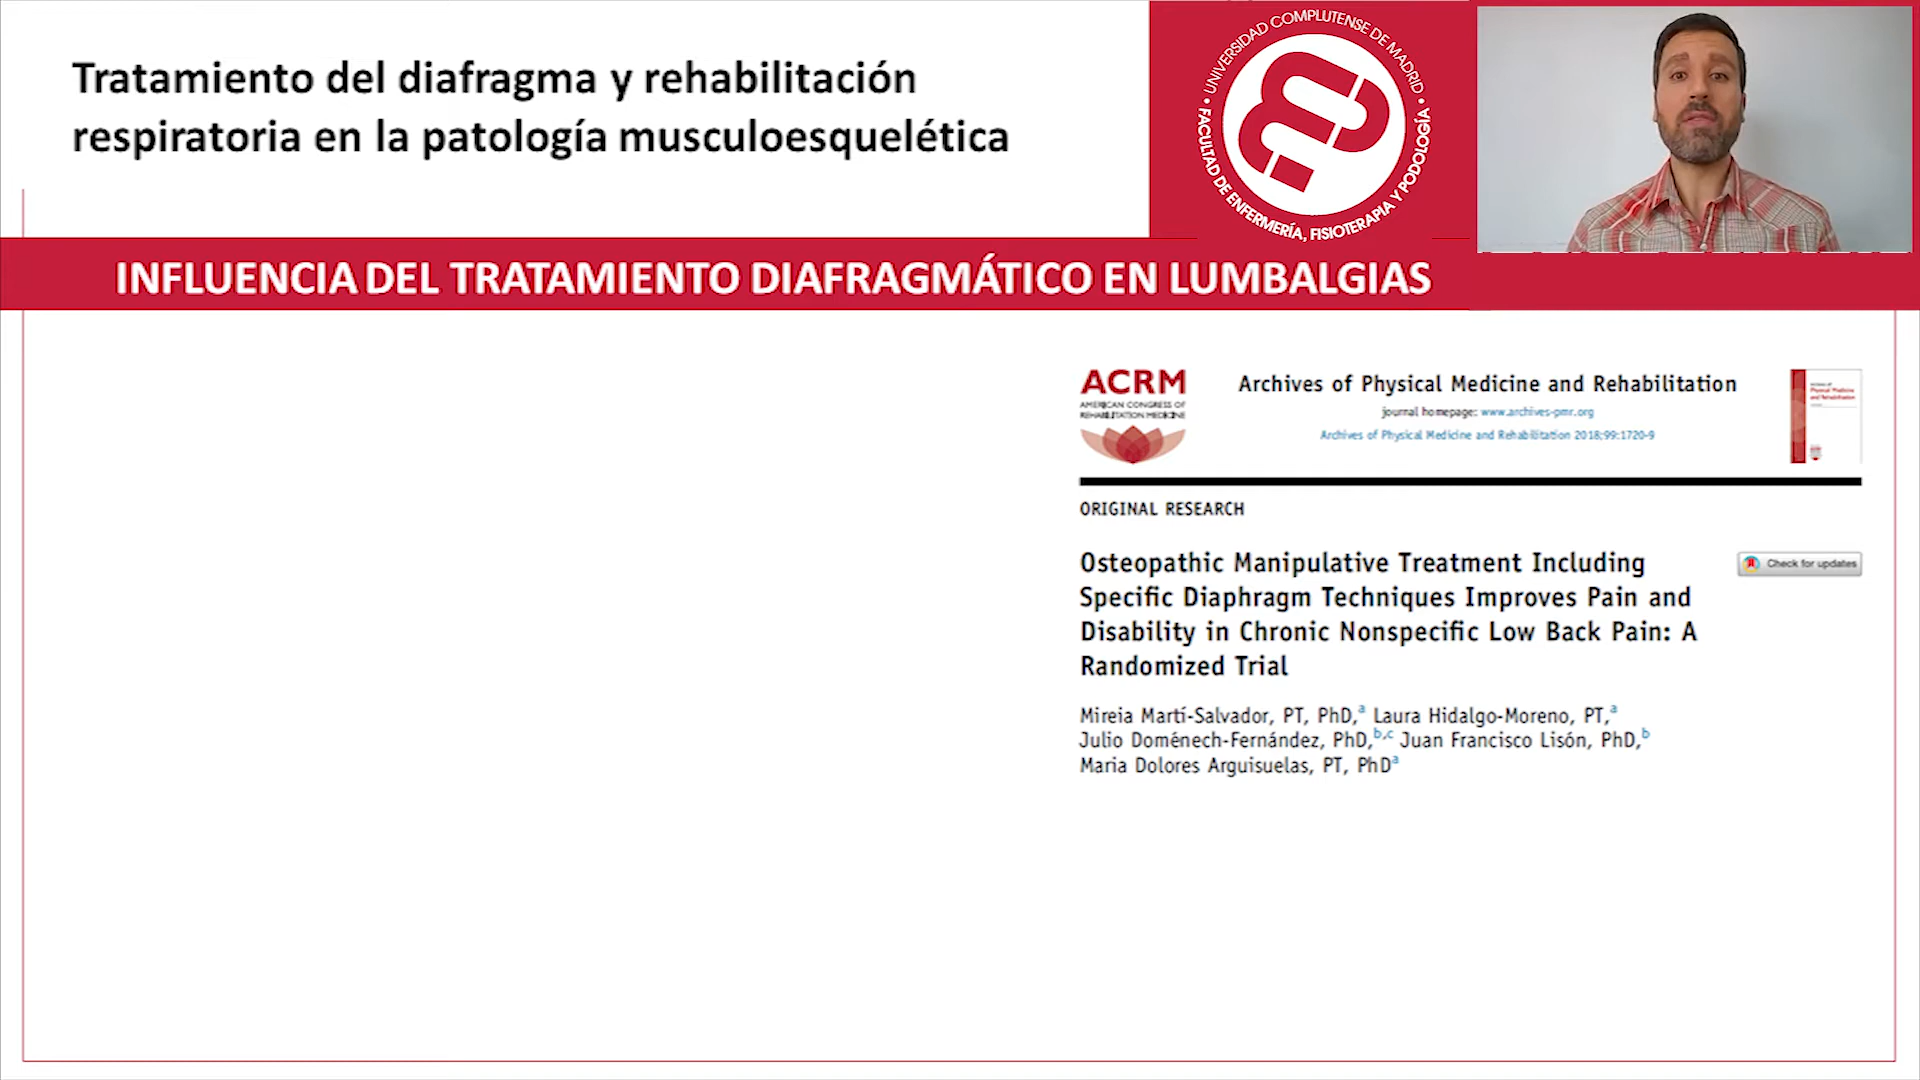 Tratamiento del diafragma y rehabilitación
respiratoria en la patología musculoesquelética
• UNIVERSIDAD COMPLUTENSE DE MADRID •
FACULTAD DE ENFERMERÍA, FISIOTERAPIA Y PODOLOGÍA
INFLUENCIA DEL TRATAMIENTO DIAFRAGMÁTICO EN LUMBALGIAS
ACRM
AMERICAN CONGRESS OF
REHABILITATION MEDICINE
Archives of Physical Medicine and Rehabilitation
journal homepage: www.archives-pmr.org
Archives of Physical Medicine and Rehabilitation 2018;99:1720-9
ORIGINAL RESEARCH
Osteopathic Manipulative Treatment Including
Specific Diaphragm Techniques Improves Pain and
Disability in Chronic Nonspecific Low Back Pain: A
Randomized Trial
Check for updates
Mireia Martí-Salvador, PT, PhD,a Laura Hidalgo-Moreno, PT,a
Julio Doménech-Fernández, PhD,b,c Juan Francisco Lisón, PhD,b
Maria Dolores Arguisuelas, PT, PhDa